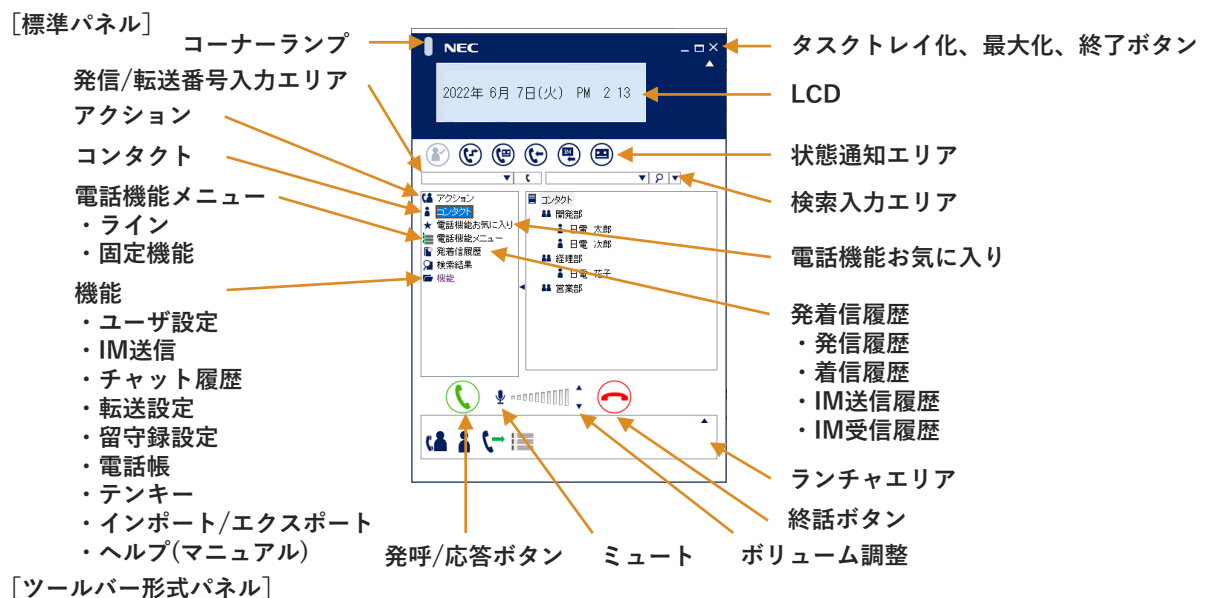 [標準パネル]
コーナーランプ
発信/転送番号入力エリア
アクション
コンタクト
電話機能メニュー
・ライン
・固定機能
機能
・ユーザ設定
・IM送信
・チャット履歴
・転送設定
・留守録設定
・電話帳
・テンキー
・インポート/エクスポート
・ヘルプ(マニュアル)
NEC
2022年 6月 7日(火) PM 2 13
アクション
コンタクト
電話機能お気に入り
電話機能メニュー
発着信履歴
検索結果
機能
コンタクト
開発部
日電 太郎
日電 次郎
経理部
日電 花子
営業部
タスクトレイ化、最大化、終了ボタン
LCD
状態通知エリア
検索入力エリア
電話機能お気に入り
発着信履歴
・発信履歴
・着信履歴
・IM送信履歴
・IM受信履歴
ランチャエリア
終話ボタン
発呼/応答ボタン
ミュート
ボリューム調整
[ツールバー形式パネル]